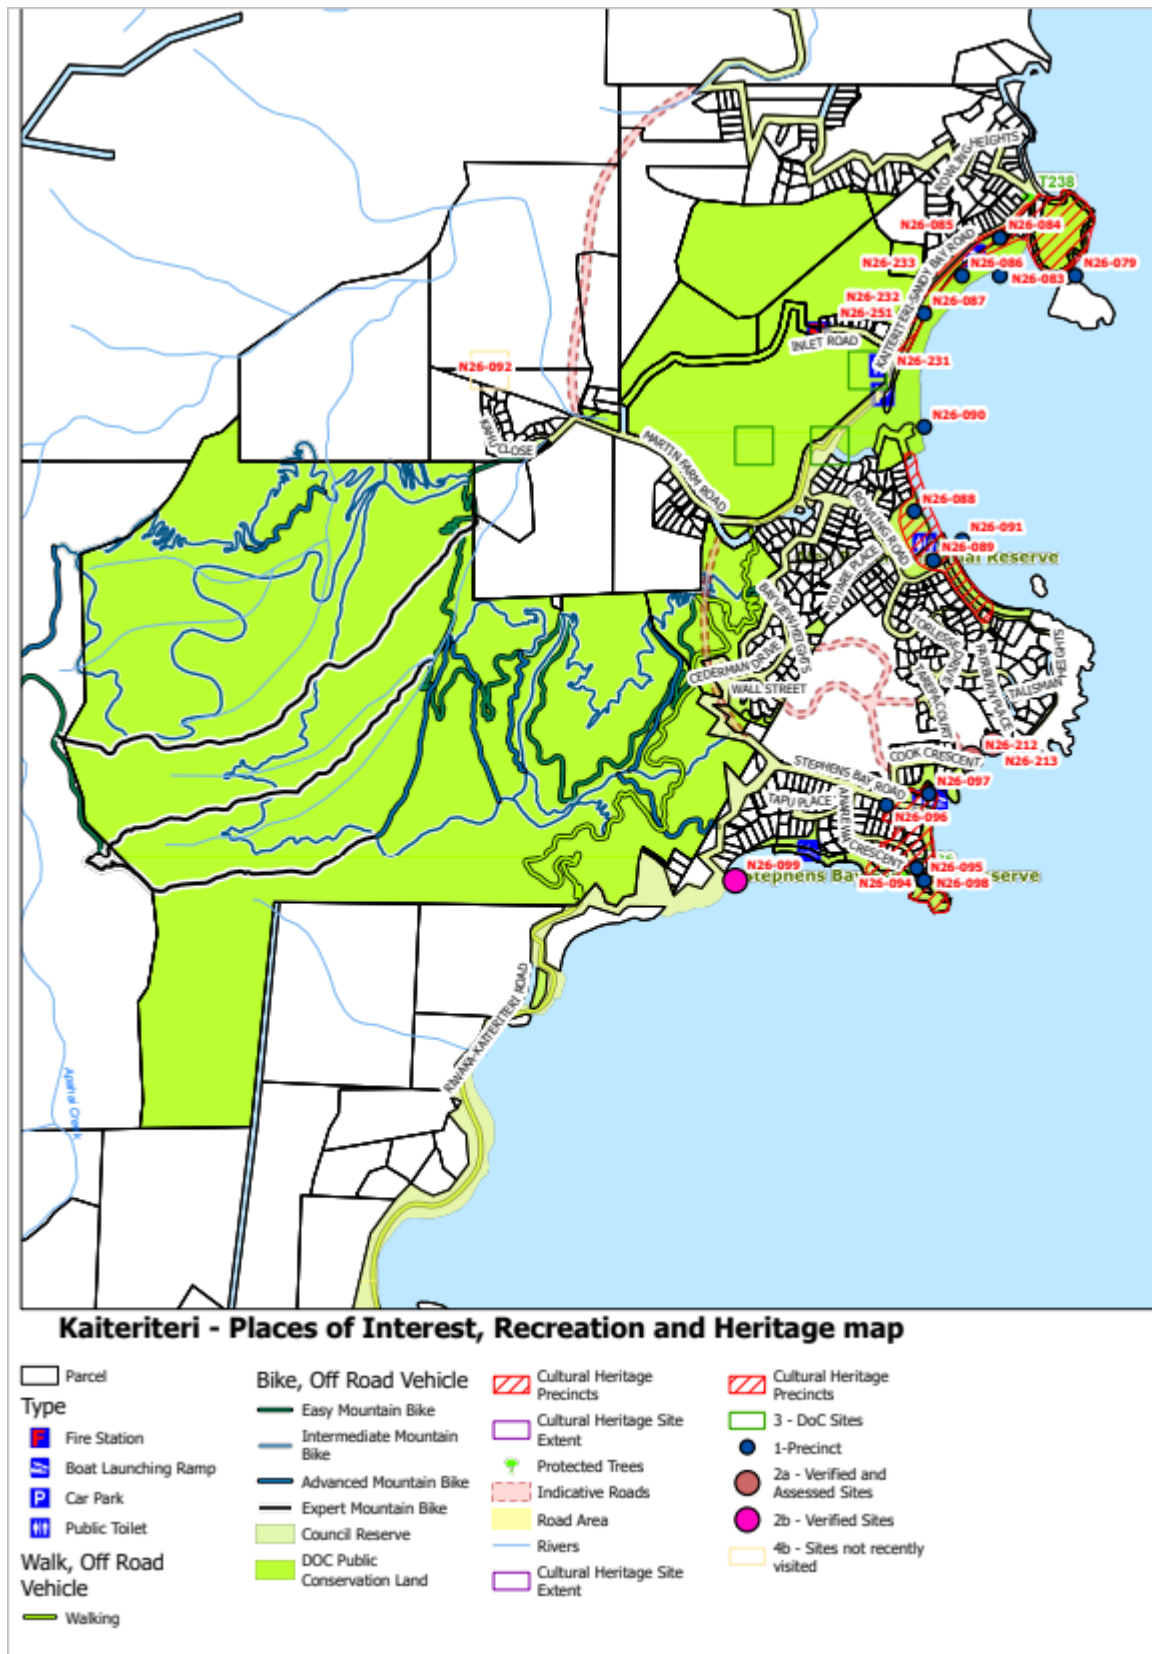 ROWLING HEIGHTS
T238
N26-085
N26-084
N26-233
N26-086
N26-079
N26-083
N26-232
N26-087
N26-251
KAITERITERI-SANDY BAY ROAD
INLET ROAD
N26-231
N26-092
N26-090
KAHU CLOSE
MARTIN FARM ROAD
N26-088
ROWLING ROAD
N26-091
N26-089
Reserve
KOTARE PLACE
BAYVIEW HEIGHTS
TORLESSE DRIVE
CEDERMAN DRIVE
WALL STREET
TAREPA COURT
FAIRBURN PLACE
TALISMAN HEIGHTS
N26-212
COOK CRESCENT
N26-213
STEPHENS BAY ROAD
N26-097
TAPU PLACE
N26-096
ANAREWA CRESCENT
N26-099
N26-095
Stephens Bay
N26-094
N26-098
serve
RIWAKA-KAITERITERI ROAD
Creek
Kaiteriteri - Places of Interest, Recreation and Heritage map
Parcel
Type
Fire Station
Boat Launching Ramp
Car Park
Public Toilet
Walk, Off Road
Vehicle
Walking
Bike, Off Road Vehicle
Easy Mountain Bike
Intermediate Mountain
Bike
Advanced Mountain Bike
Expert Mountain Bike
Council Reserve
DOC Public
Conservation Land
Cultural Heritage
Precincts
Cultural Heritage Site
Extent
Protected Trees
Indicative Roads
Road Area
Rivers
Cultural Heritage Site
Extent
Cultural Heritage
Precincts
3 - DoC Sites
1-Precinct
2a - Verified and
Assessed Sites
2b - Verified Sites
4b - Sites not recently
visited